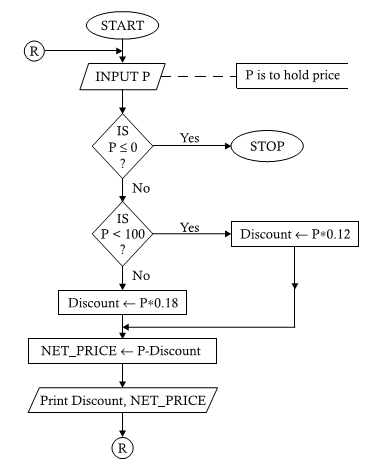 START
R
INPUT P
P is to hold price
IS
P ≤ 0
?
Yes
STOP
No
IS
P < 100
?
Yes
Discount ← P*0.12
No
Discount ← P*0.18
NET_PRICE ← P-Discount
Print Discount, NET_PRICE
R